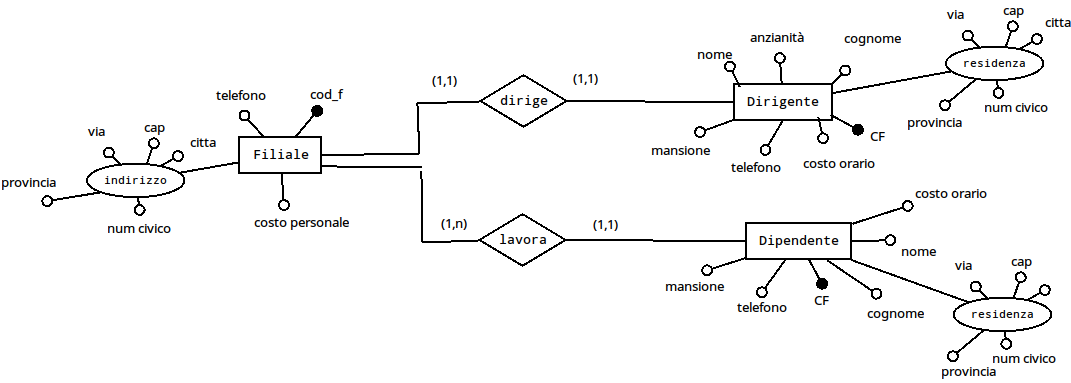 via
cap
citta
residenza
provincia
num civico
nome
anzianità
cognome
Dirigente
mansione
telefono
costo orario
CF
(1,1)
dirige
(1,1)
telefono
cod_f
Filiale
costo personale
via
cap
citta
indirizzo
provincia
num civico
(1,n)
lavora
(1,1)
Dipendente
costo orario
nome
mansione
telefono
CF
cognome
via
cap
residenza
num civico
provincia